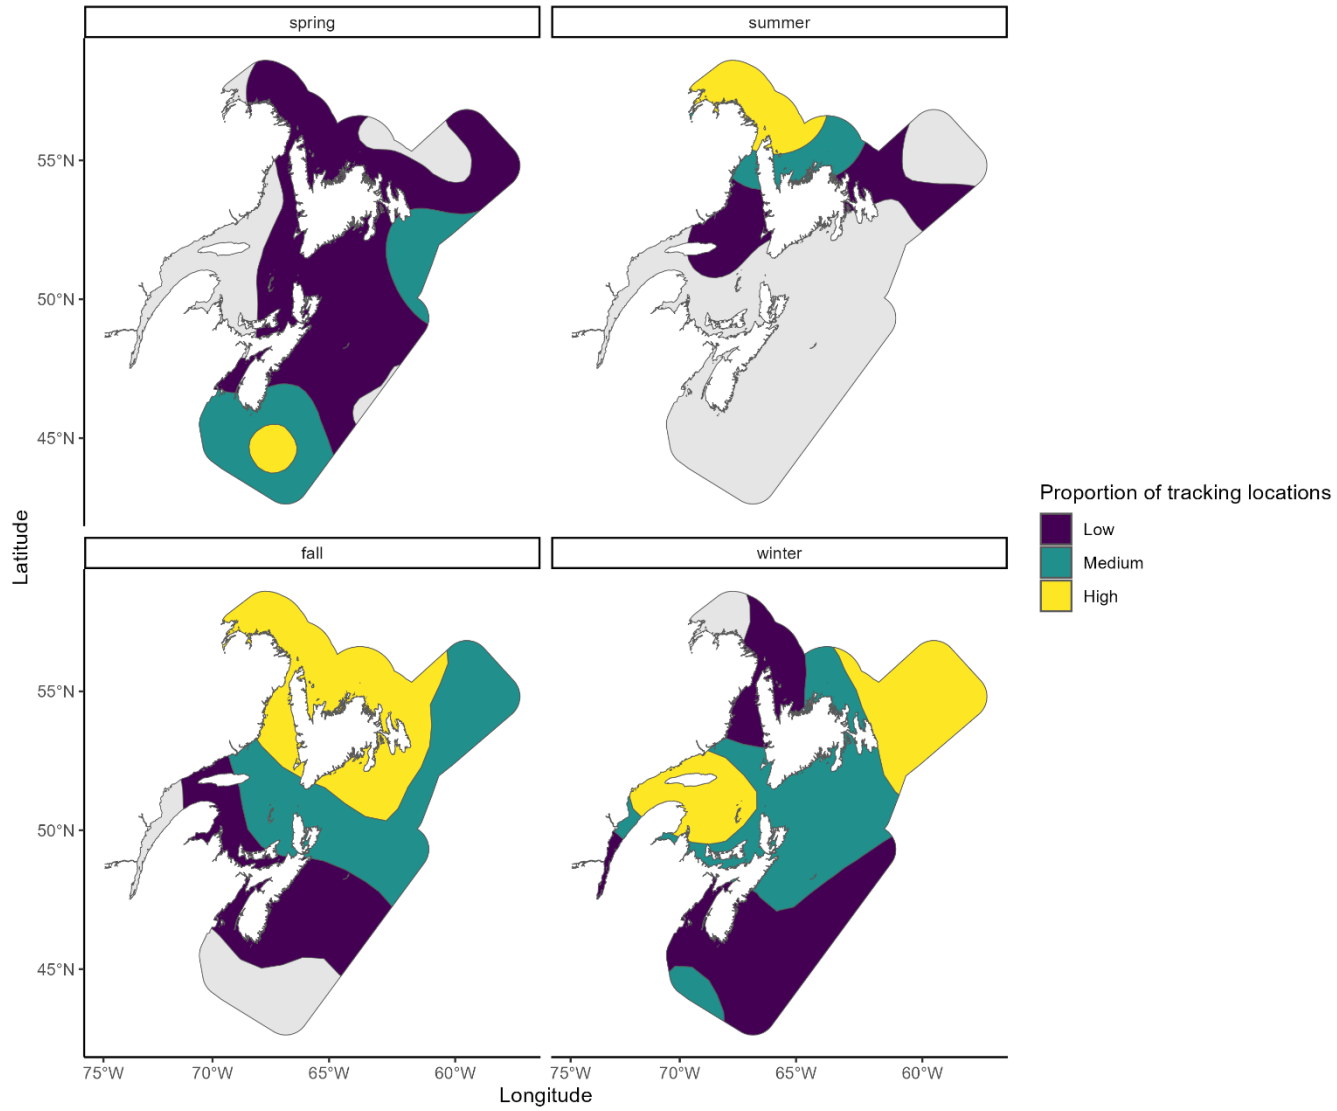 spring
summer
55°N
50°N
45°N
fall
winter
55°N
50°N
45°N
75°W
70°W
65°W
60°W
75°W
70°W
65°W
60°W
Longitude
Latitude
Proportion of tracking locations
Low
Medium
High